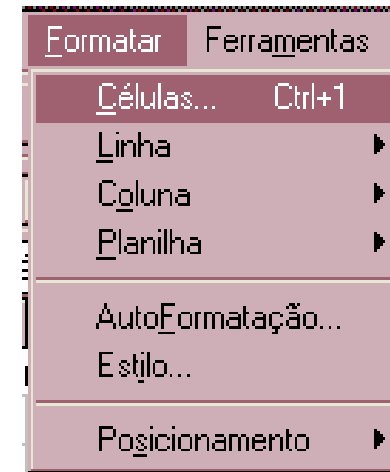 Formatar Ferramentas
Células... Ctrl+1
Linha
Coluna
Planilha
AutoFormatação...
Estilo...
Posicionamento